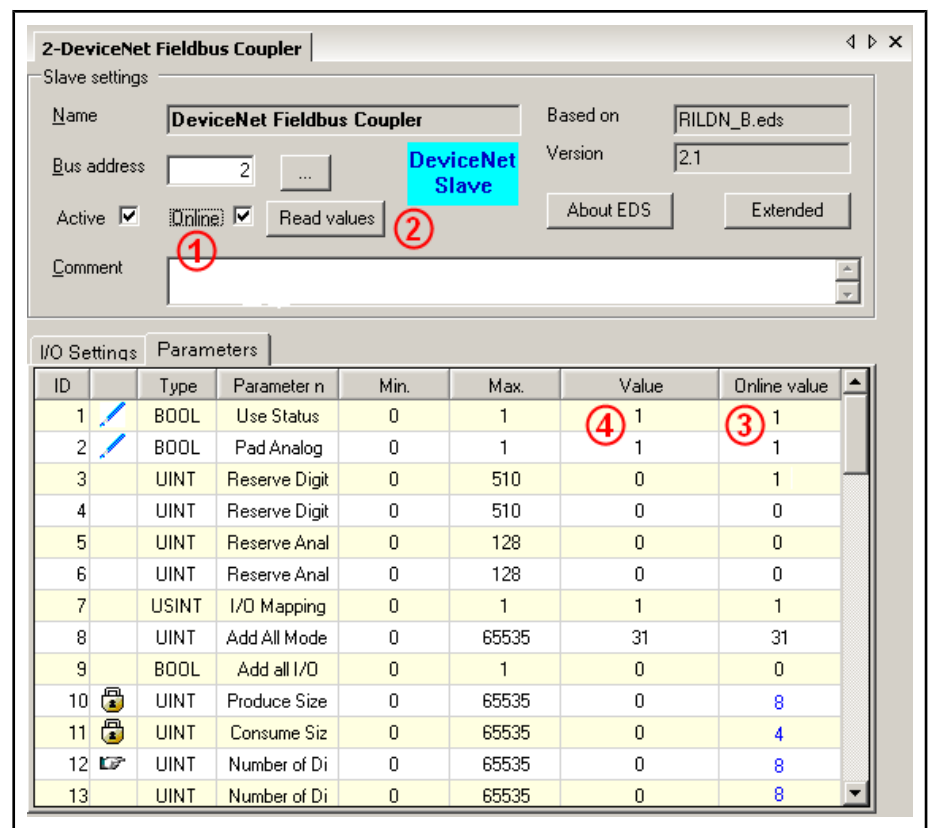 2-DeviceNet Fieldbus Coupler
Slave settings
Name DeviceNet Fieldbus Coupler Based on RILDN_B.eds
Bus address 2 ... DeviceNet Slave Version 2.1
Active Online Read values About EDS Extended
1 2
Comment
I/O Settings Parameters
ID Type Parameter n Min. Max. Value Online value
1 BOOL Use Status 0 1 4 1 3 1
2 BOOL Pad Analog 0 1 1 1
3 UINT Reserve Digit 0 510 0 1
4 UINT Reserve Digit 0 510 0 0
5 UINT Reserve Anal 0 128 0 0
6 UINT Reserve Anal 0 128 0 0
7 USINT I/O Mapping 0 1 1 1
8 UINT Add All Mode 0 65535 31 31
9 BOOL Add all I/O 0 1 0 0
10 UINT Produce Size 0 65535 0 8
11 UINT Consume Siz 0 65535 0 4
12 UINT Number of Di 0 65535 0 8
13 UINT Number of Di 0 65535 0 8